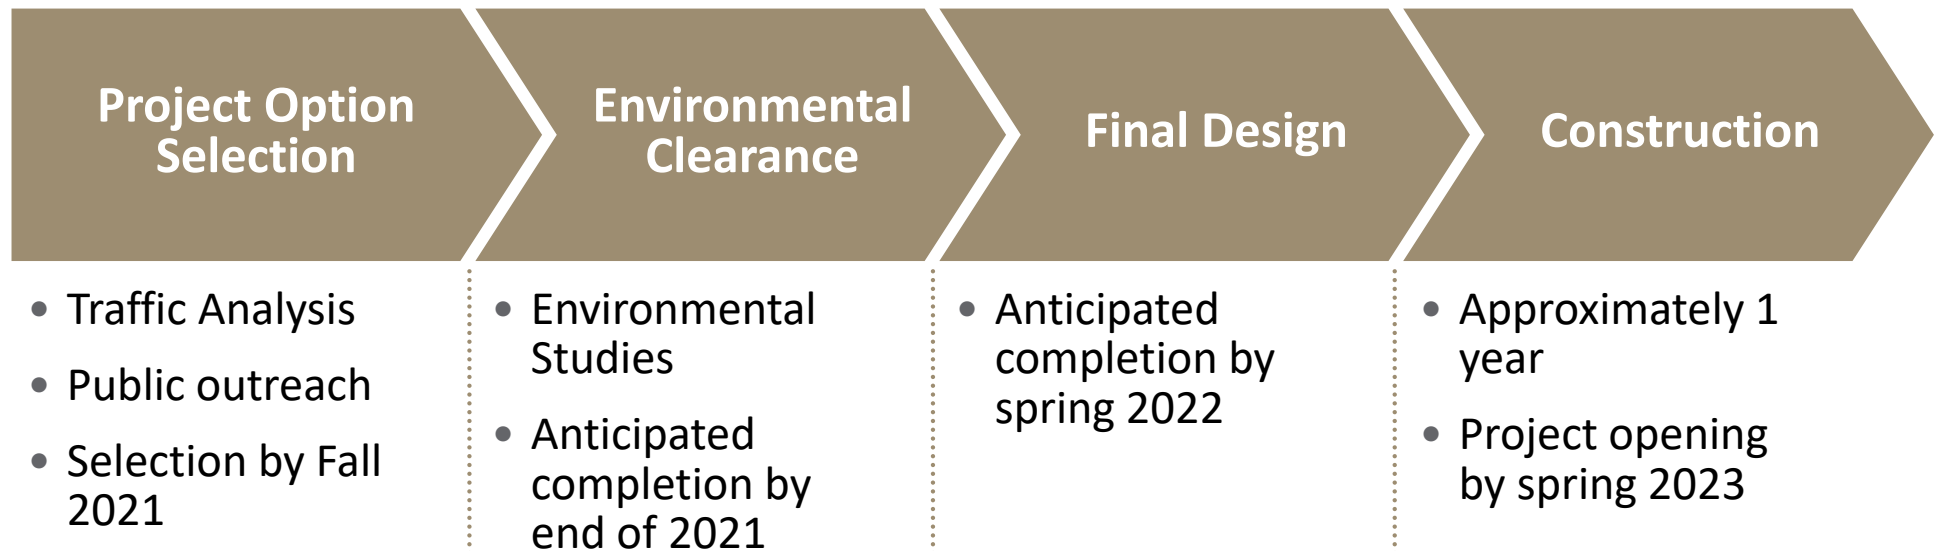 Project Option
Selection
Environmental
Clearance
Final Design
Construction
• Traffic Analysis
• Public outreach
• Selection by Fall
2021
• Environmental
Studies
• Anticipated
completion by
end of 2021
• Anticipated
completion by
spring 2022
• Approximately 1
year
• Project opening
by spring 2023